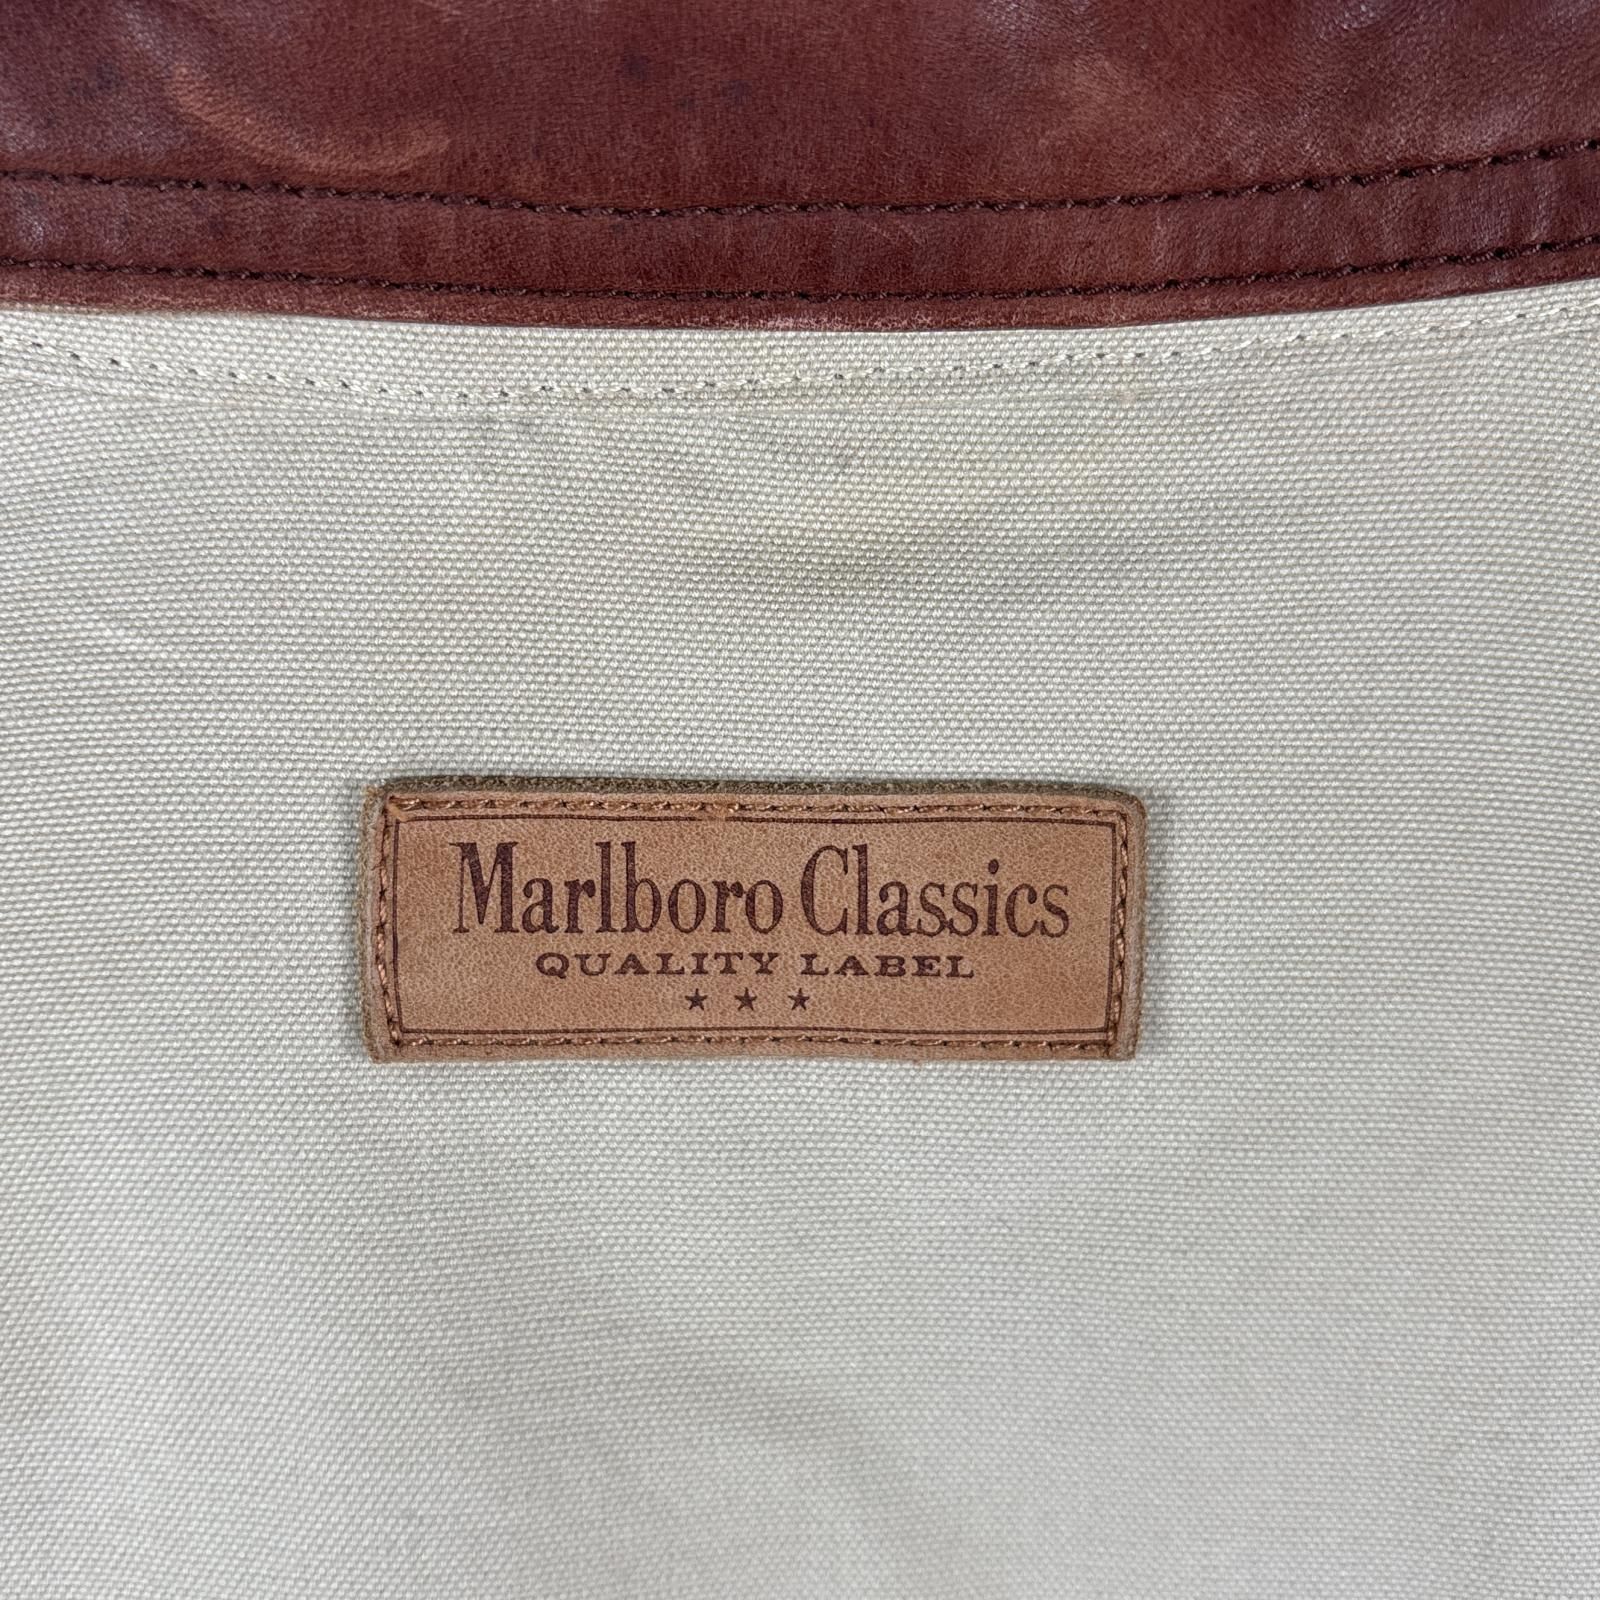 Marlboro Classics
QUALITY LABEL
★ ★ ★